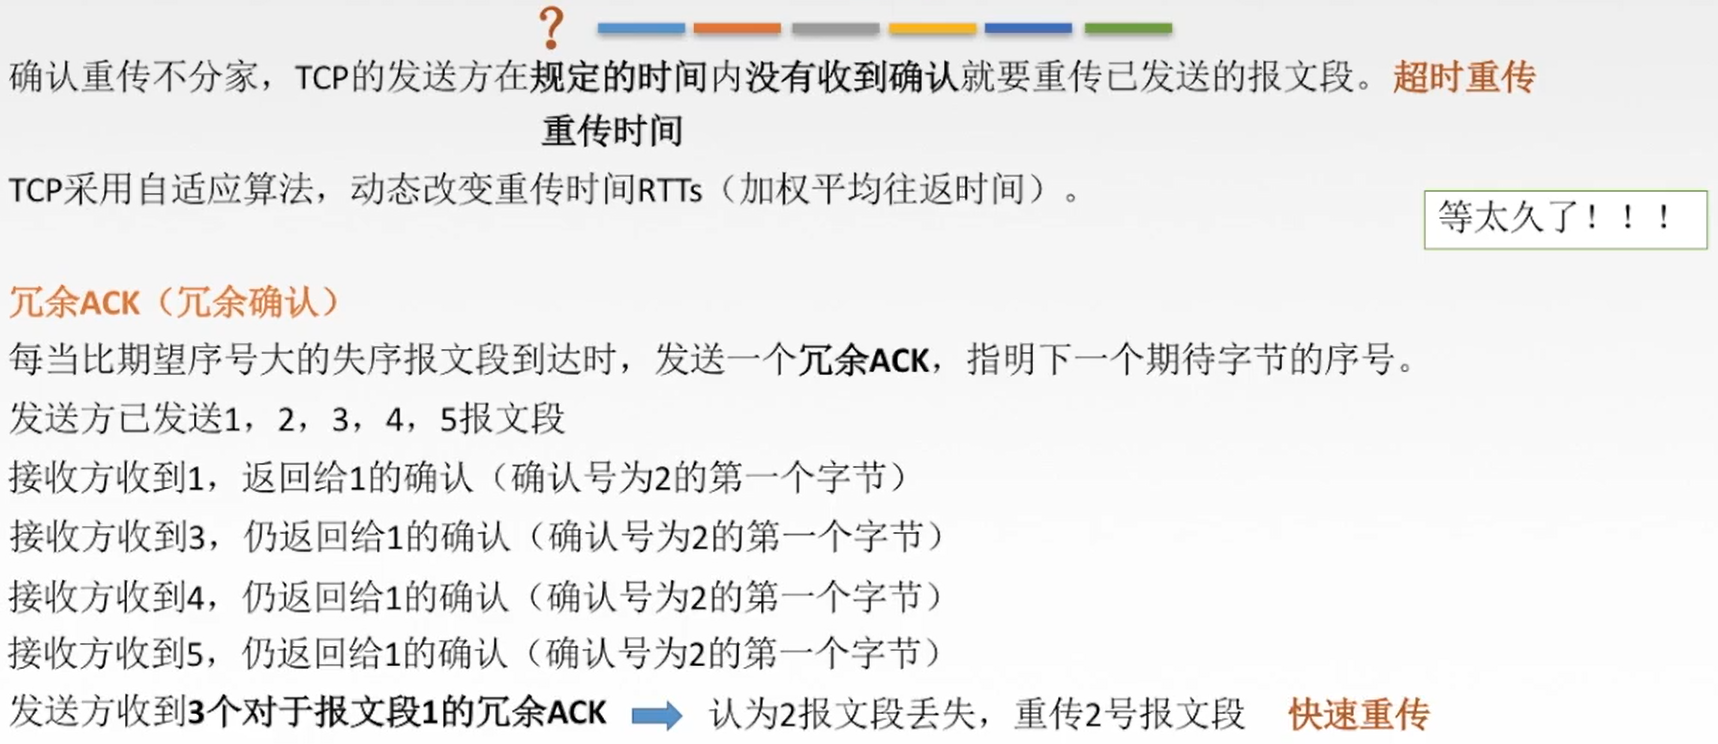 ?
确认重传不分家，TCP的发送方在规定的时间内没有收到确认就要重传已发送的报文段。超时重传
重传时间
TCP采用自适应算法，动态改变重传时间RTTs（加权平均往返时间）。
等太久了！！！
冗余ACK（冗余确认）
每当比期望序号大的失序报文段到达时，发送一个冗余ACK，指明下一个期待字节的序号。
发送方已发送1，2，3，4，5报文段
接收方收到1，返回给1的确认（确认号为2的第一个字节）
接收方收到3，仍返回给1的确认（确认号为2的第一个字节）
接收方收到4，仍返回给1的确认（确认号为2的第一个字节）
接收方收到5，仍返回给1的确认（确认号为2的第一个字节）
发送方收到3个对于报文段1的冗余ACK 认为2报文段丢失，重传2号报文段 快速重传